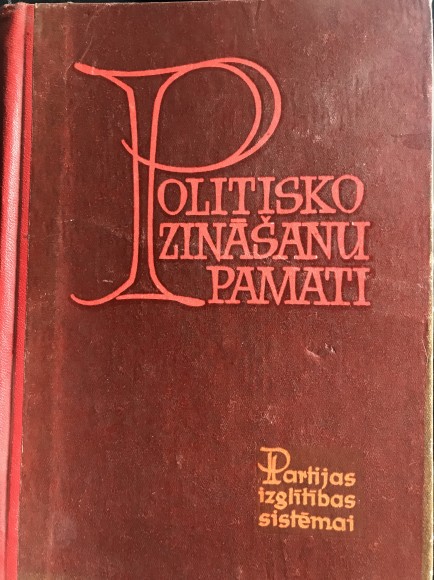 POLITISKO
ZINĀŠANU
PAMATI
Partijas
izglītības
sistēmai